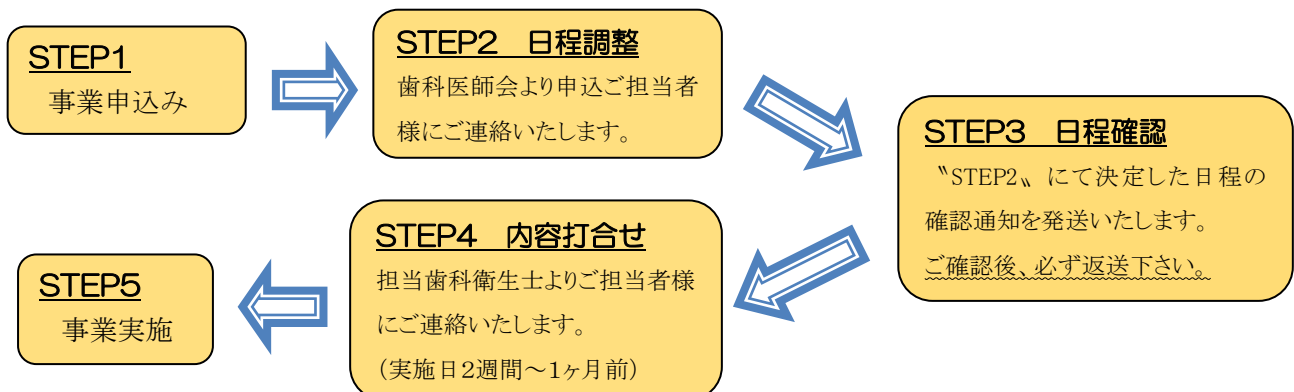 STEP1
事業申込み
STEP2　日程調整
歯科医師会より申込ご担当者
様にご連絡いたします。
STEP3　日程確認
〝STEP2〟にて決定した日程の
確認通知を発送いたします。
ご確認後、必ず返送下さい。
STEP4　内容打合せ
担当歯科衛生士よりご担当者様
にご連絡いたします。
（実施日２週間～１ヶ月前）
STEP5
事業実施